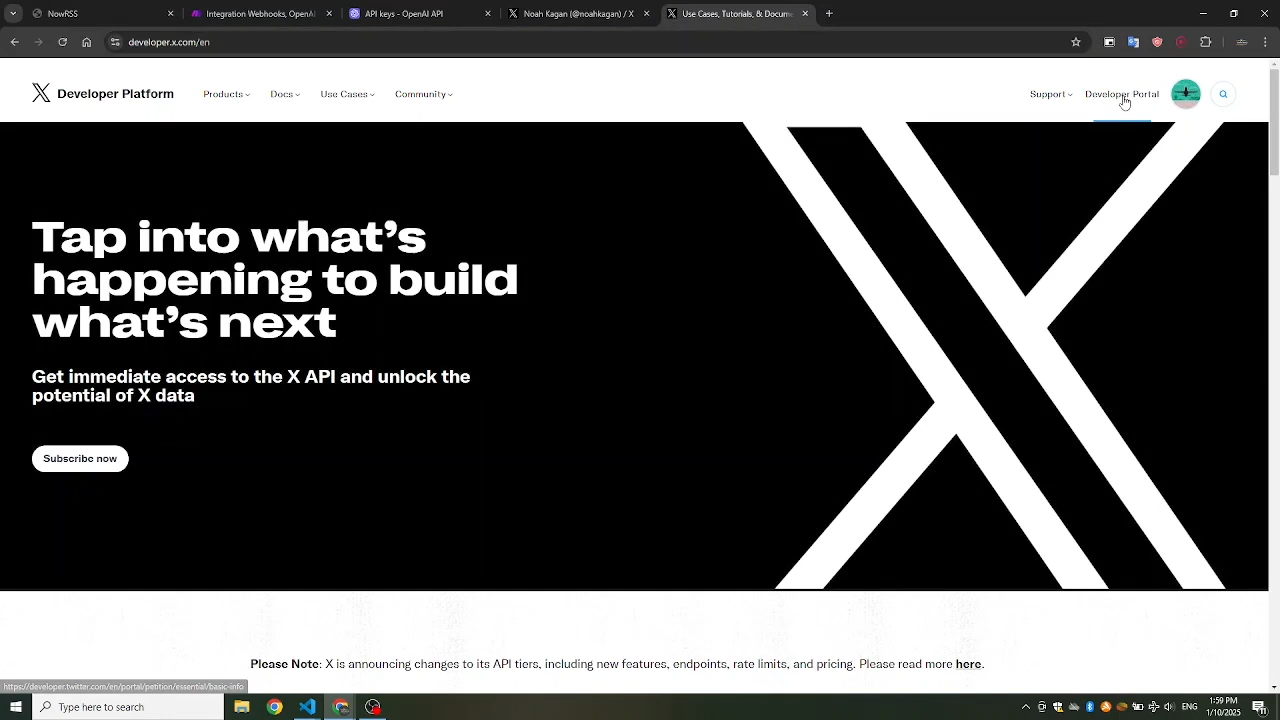 NowRSS
Integration Webhooks, OpenAI
API keys - OpenAI API
Noah Kagan (@noahkagan) / X
Use Cases, Tutorials, & Docume
developer.x.com/en
Developer Platform
Products
Docs
Use Cases
Community
Support
Developer Portal
Tap into what's
happening to build
what's next
Get immediate access to the X API and unlock the
potential of X data
Subscribe now
Please Note: X is announcing changes to its API tiers, including new features, endpoints, rate limits, and pricing. Please read more here.
https://developer.twitter.com/en/portal/petition/essential/basic-info
Type here to search
ENG
1:59 PM
1/10/2025